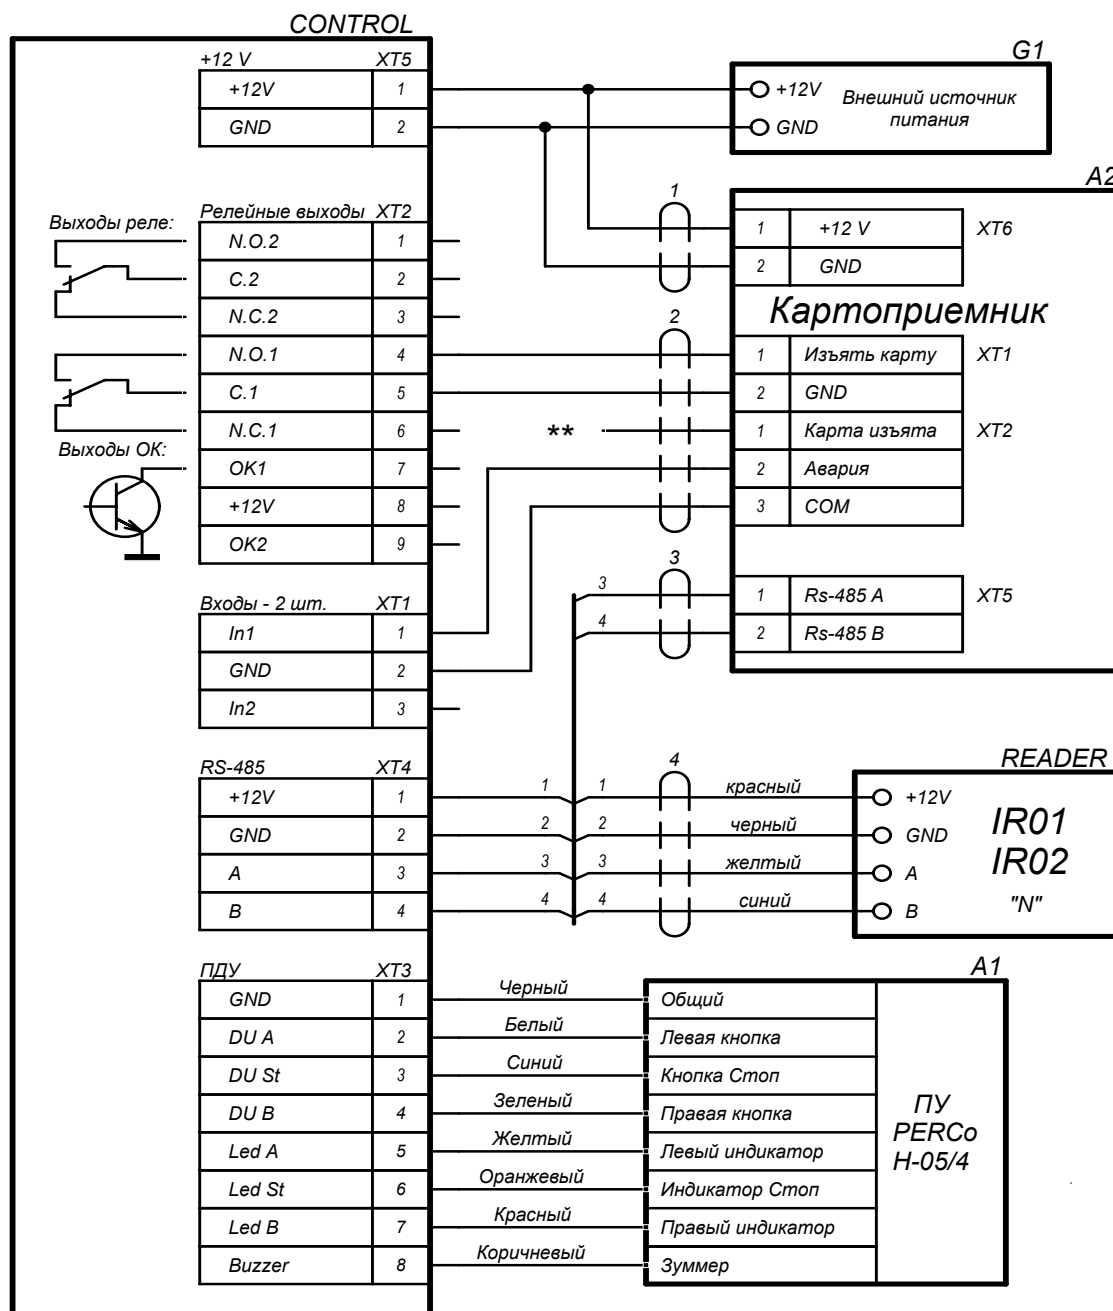 CONTROL
+12 V XT5
+12V 1
GND 2
G1
+12V Внешний источник
GND питания
A2
Выходы реле:
Релейные выходы XT2
N.O.2 1
C.2 2
N.C.2 3
N.O.1 4
C.1 5
N.C.1 6
Выходы ОК:
OK1 7
+12V 8
OK2 9
**
1
1 +12 V XT6
2 GND
Картоприемник
2
1 Изъять карту XT1
2 GND
1 Карта изъята XT2
2 Авария
3 COM
3
3 1 Rs-485 A XT5
4 2 Rs-485 B
Входы - 2 шт. XT1
In1 1
GND 2
In2 3
RS-485 XT4
+12V 1
GND 2
A 3
B 4
4
READER
1 1 красный +12V
2 2 черный GND
3 3 желтый A
4 4 синий B
IR01
IR02
"N"
ПДУ XT3
A1
GND 1 Черный Общий
DU A 2 Белый Левая кнопка
DU St 3 Синий Кнопка Стоп
DU B 4 Зеленый Правая кнопка
Led A 5 Желтый Левый индикатор
Led St 6 Оранжевый Индикатор Стоп
Led B 7 Красный Правый индикатор
Buzzer 8 Коричневый Зуммер
ПУ
PERCo
H-05/4